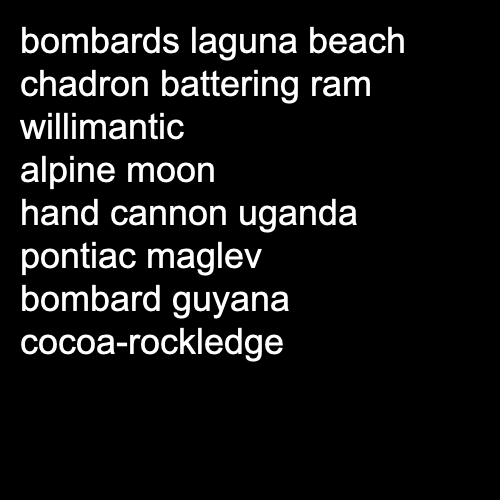 bombards laguna beach
chadron battering ram
willimantic
alpine moon
hand cannon uganda
pontiac maglev
bombard guyana
cocoa-rockledge